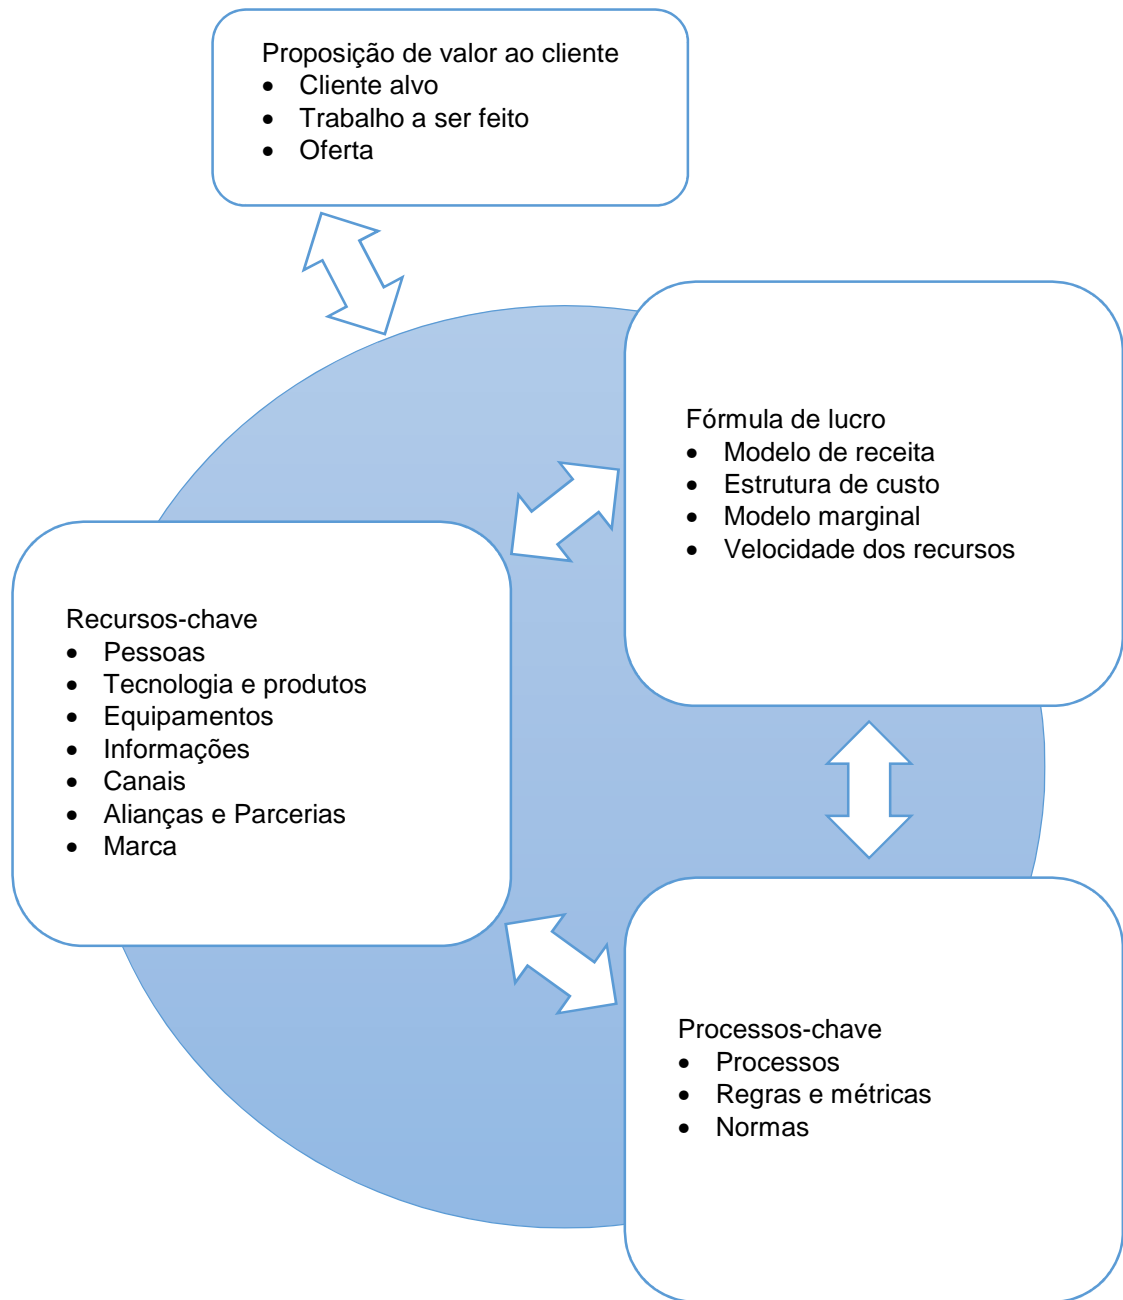 Proposição de valor ao cliente
• Cliente alvo
• Trabalho a ser feito
• Oferta
Fórmula de lucro
• Modelo de receita
• Estrutura de custo
• Modelo marginal
• Velocidade dos recursos
Recursos-chave
• Pessoas
• Tecnologia e produtos
• Equipamentos
• Informações
• Canais
• Alianças e Parcerias
• Marca
Processos-chave
• Processos
• Regras e métricas
• Normas